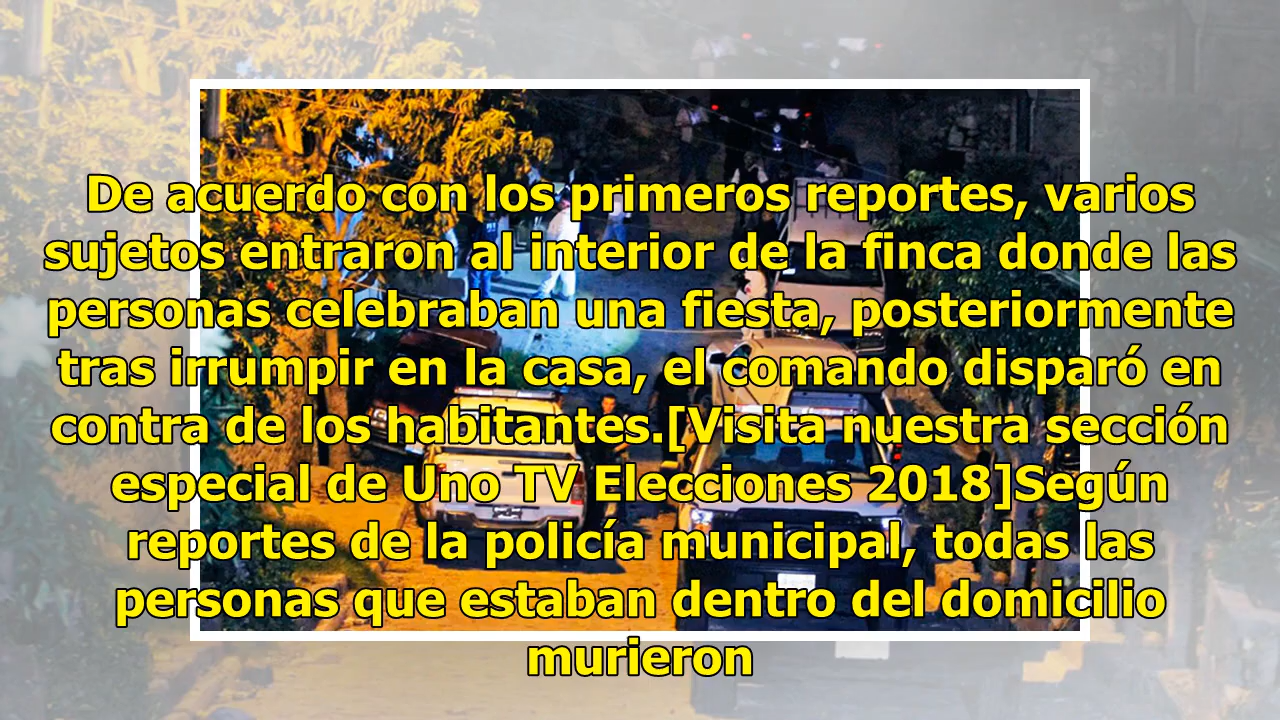 De acuerdo con los primeros reportes, varios
sujetos entraron al interior de la finca donde las
personas celebraban una fiesta, posteriormente
tras irrumpir en la casa, el comando disparó en
contra de los habitantes.[Visita nuestra sección
especial de Uno TV Elecciones 2018]Según
reportes de la policía municipal, todas las
personas que estaban dentro del domicilio
murieron